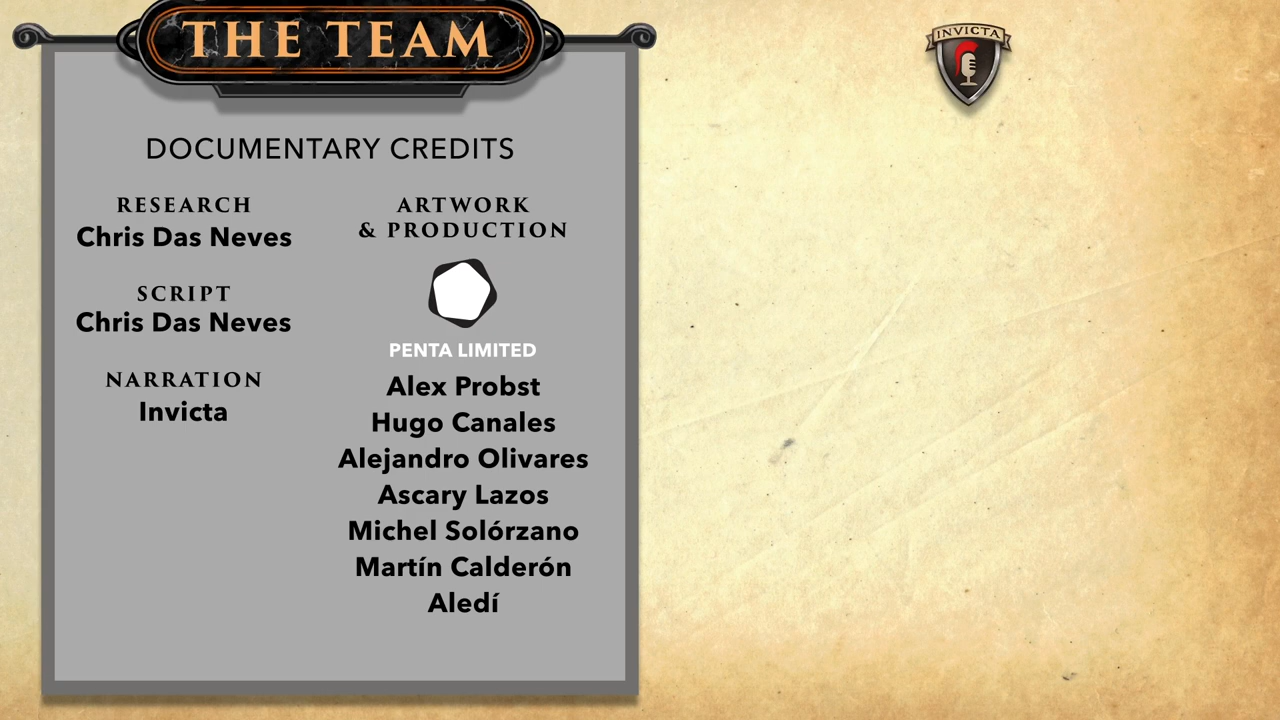 THE TEAM
INVICTA
DOCUMENTARY CREDITS
RESEARCH
Chris Das Neves
SCRIPT
Chris Das Neves
NARRATION
Invicta
ARTWORK
& PRODUCTION
PENTA LIMITED
Alex Probst
Hugo Canales
Alejandro Olivares
Ascary Lazos
Michel Solórzano
Martín Calderón
Aledí